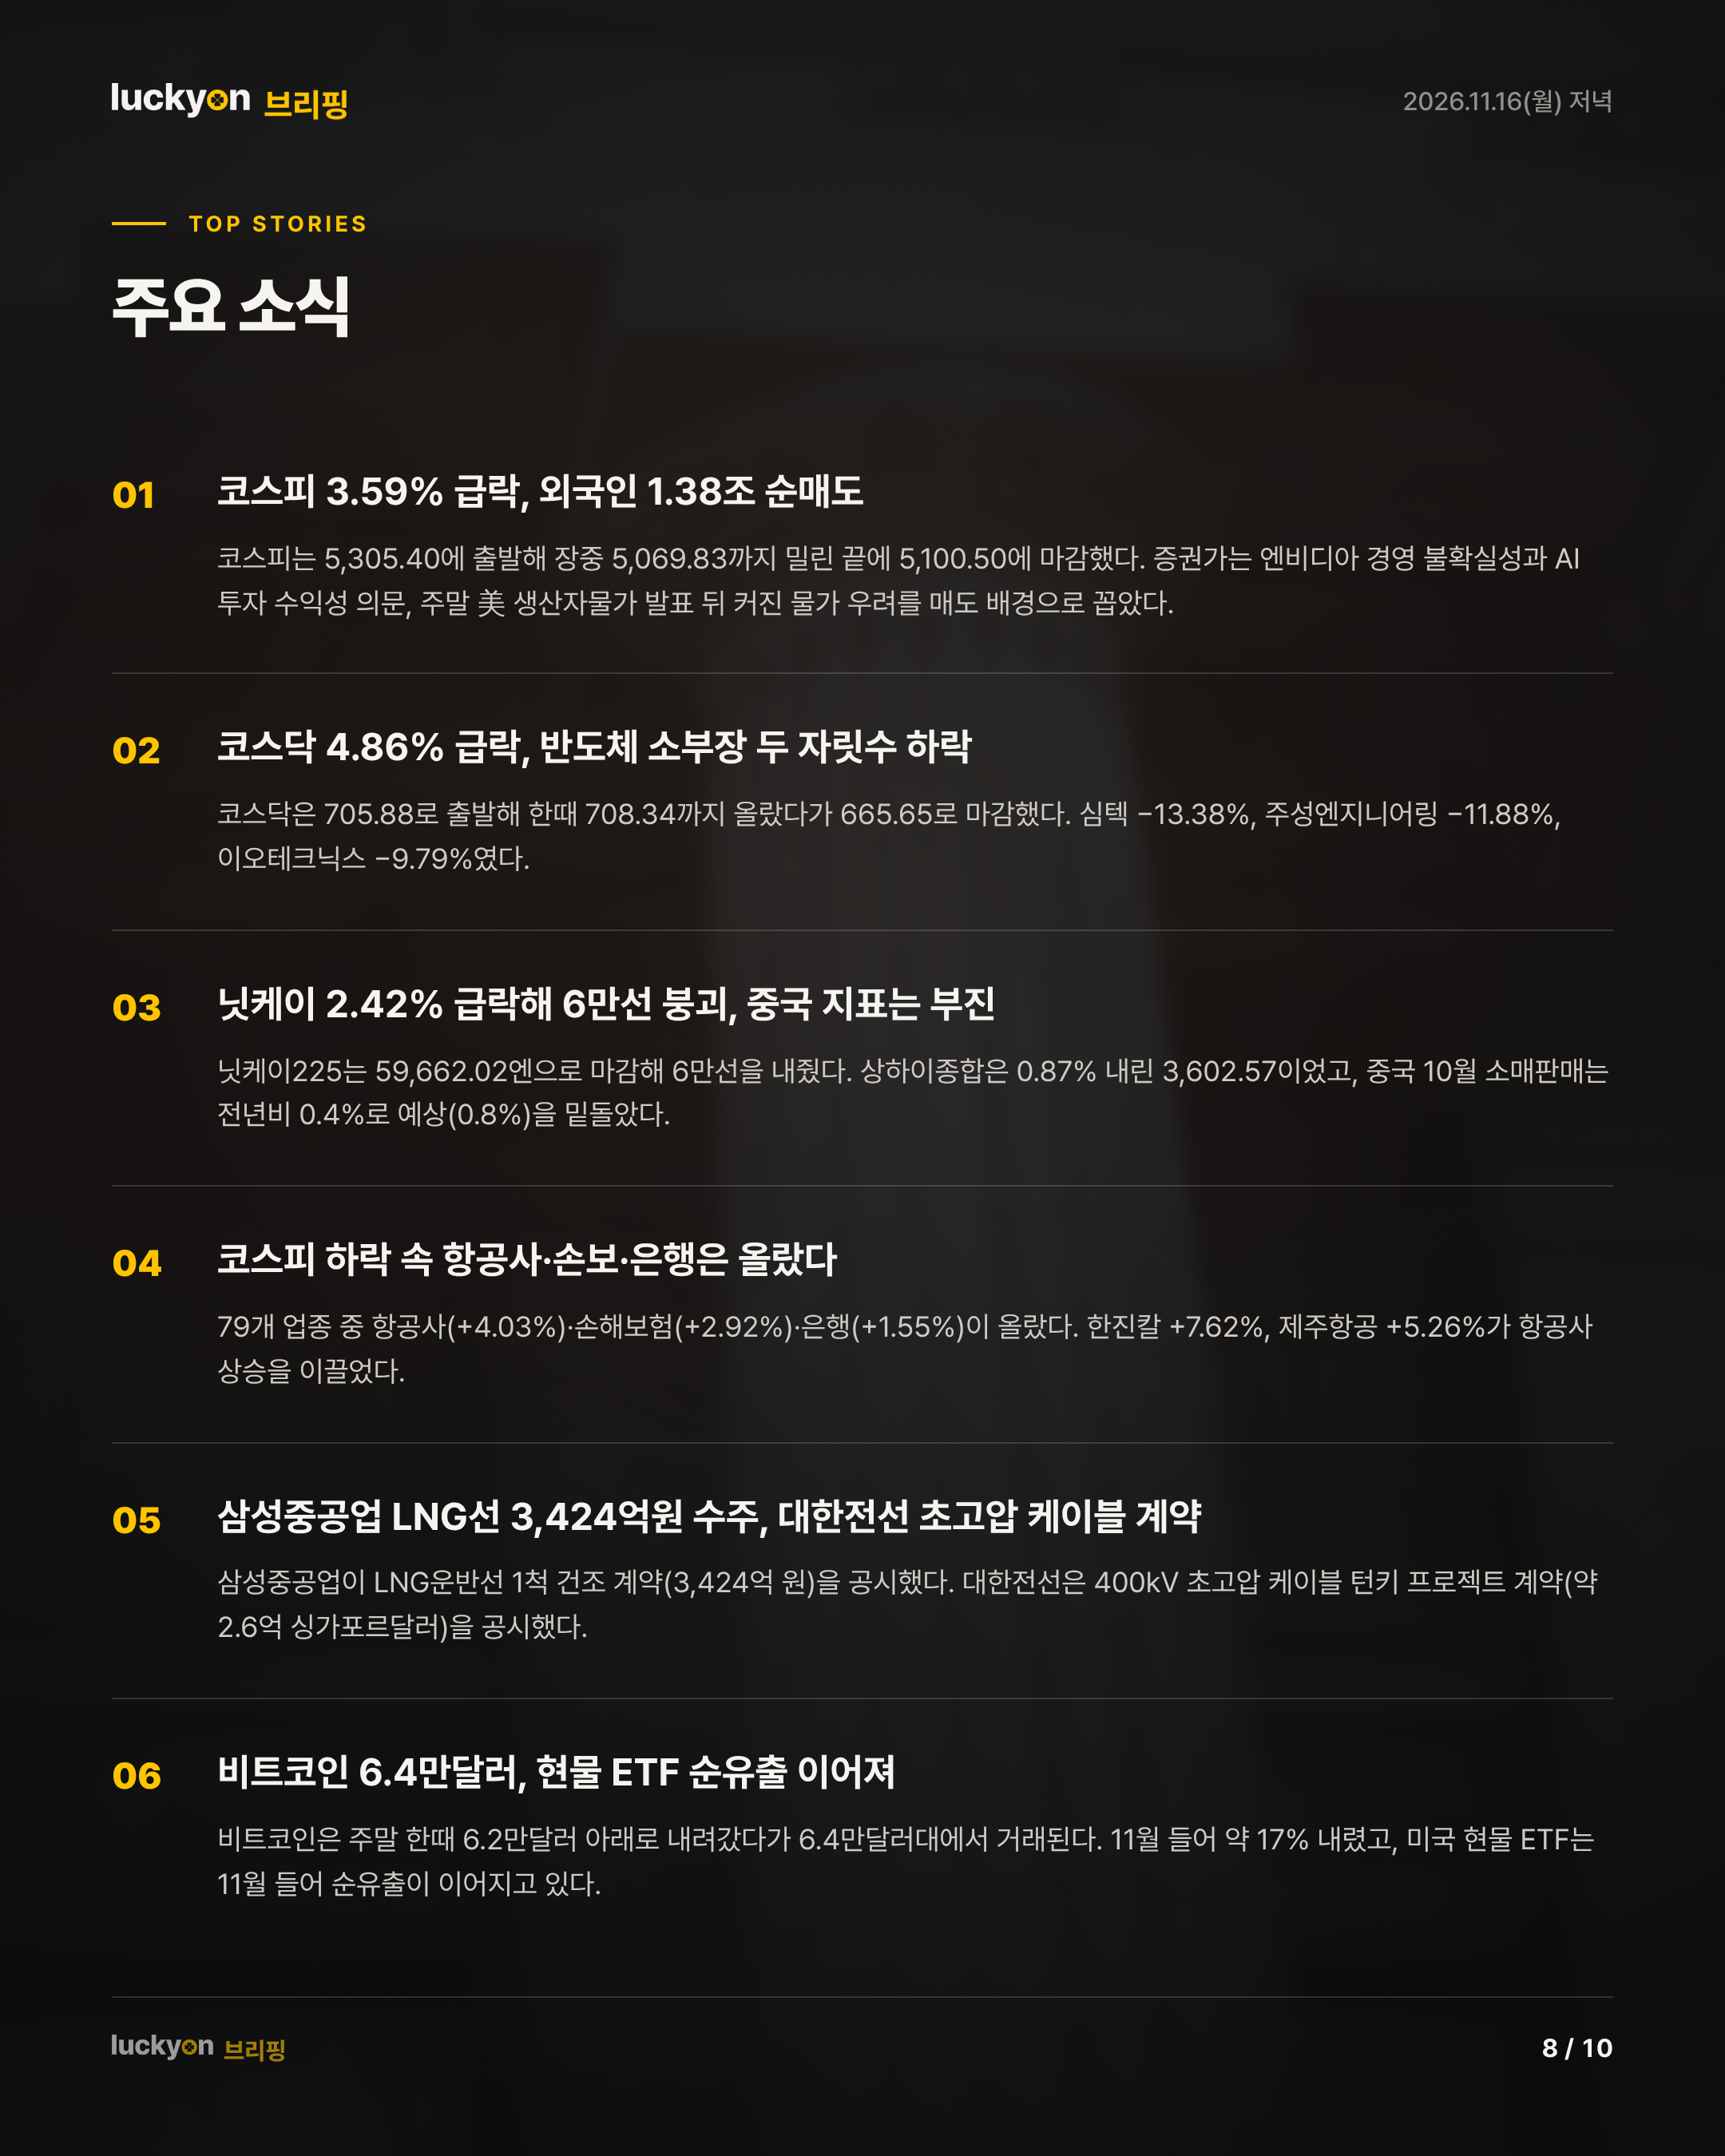 luckyon 브리핑
2026.11.16(월) 저녁
TOP STORIES
주요 소식
01
코스피 3.59% 급락, 외국인 1.38조 순매도
코스피는 5,305.40에 출발해 장중 5,069.83까지 밀린 끝에 5,100.50에 마감했다. 증권가는 엔비디아 경영 불확실성과 AI
투자 수익성 의문, 주말 美 생산자물가 발표 뒤 커진 물가 우려를 매도 배경으로 꼽았다.
02
코스닥 4.86% 급락, 반도체 소부장 두 자릿수 하락
코스닥은 705.88로 출발해 한때 708.34까지 올랐다가 665.65로 마감했다. 심텍 −13.38%, 주성엔지니어링 −11.88%,
이오테크닉스 −9.79%였다.
03
닛케이 2.42% 급락해 6만선 붕괴, 중국 지표는 부진
닛케이225는 59,662.02엔으로 마감해 6만선을 내줬다. 상하이종합은 0.87% 내린 3,602.57이었고, 중국 10월 소매판매는
전년비 0.4%로 예상(0.8%)을 밑돌았다.
04
코스피 하락 속 항공사·손보·은행은 올랐다
79개 업종 중 항공사(+4.03%)·손해보험(+2.92%)·은행(+1.55%)이 올랐다. 한진칼 +7.62%, 제주항공 +5.26%가 항공사
상승을 이끌었다.
05
삼성중공업 LNG선 3,424억원 수주, 대한전선 초고압 케이블 계약
삼성중공업이 LNG운반선 1척 건조 계약(3,424억 원)을 공시했다. 대한전선은 400kV 초고압 케이블 턴키 프로젝트 계약(약
2.6억 싱가포르달러)을 공시했다.
06
비트코인 6.4만달러, 현물 ETF 순유출 이어져
비트코인은 주말 한때 6.2만달러 아래로 내려갔다가 6.4만달러대에서 거래된다. 11월 들어 약 17% 내렸고, 미국 현물 ETF는
11월 들어 순유출이 이어지고 있다.
luckyon 브리핑
8 / 10